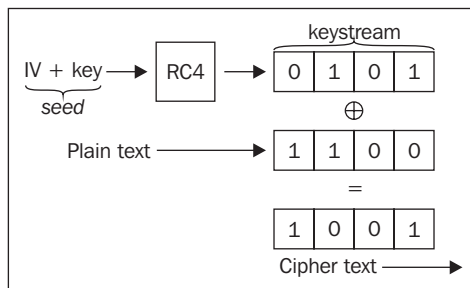 keystream
IV + key
RC4
0 1 0 1
seed
⊕
Plain text
1 1 0 0
=
1 0 0 1
Cipher text